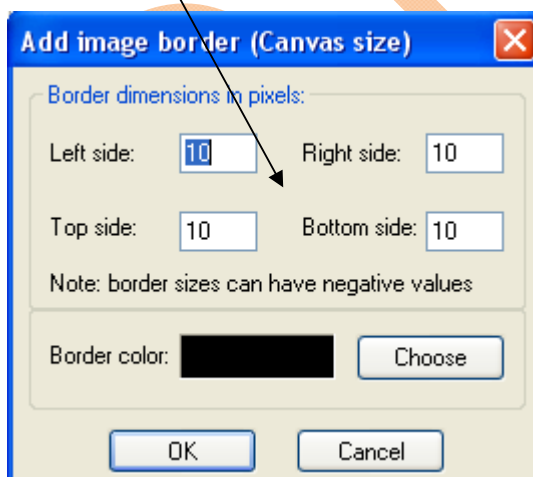 Add image border (Canvas size)
Border dimensions in pixels:
Left side: 10 Right side: 10
Top side: 10 Bottom side: 10
Note: border sizes can have negative values
Border color: Choose
OK Cancel